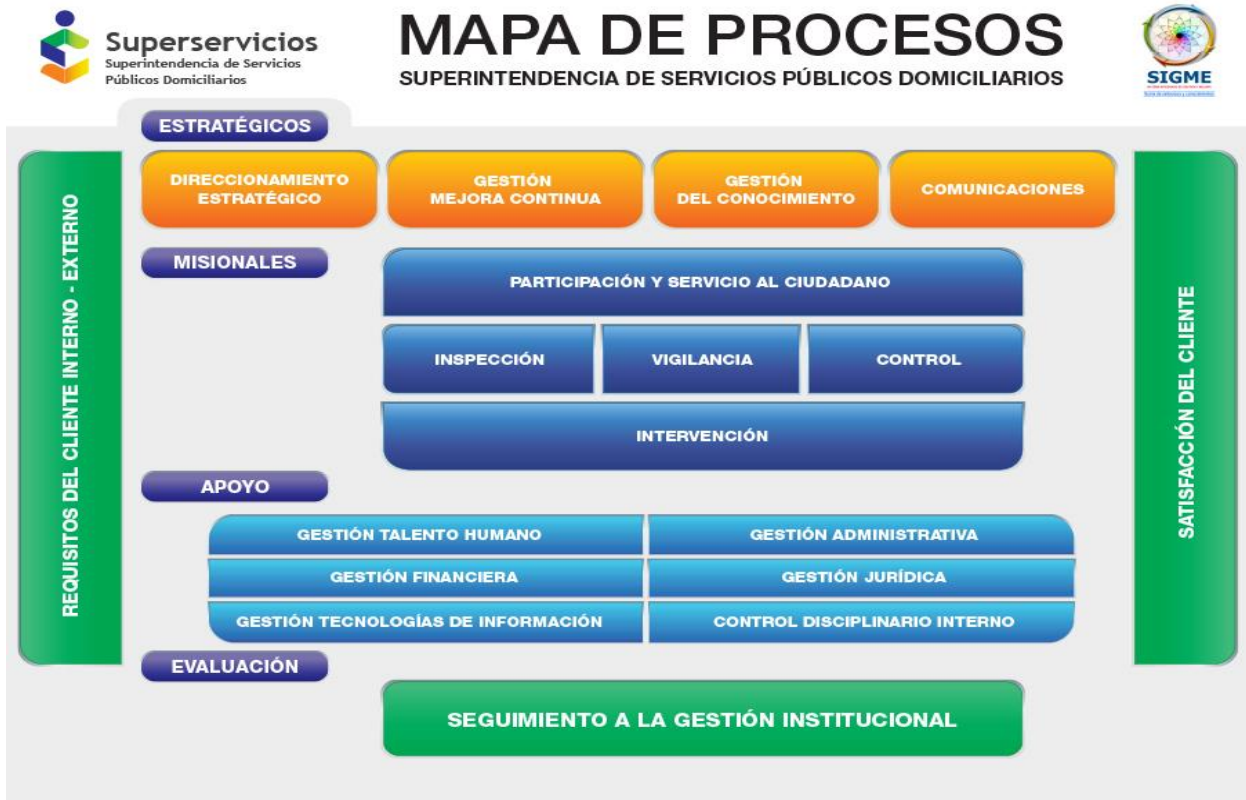 Superservicios
Superintendencia de Servicios
Públicos Domiciliarios
MAPA DE PROCESOS
SUPERINTENDENCIA DE SERVICIOS PÚBLICOS DOMICILIARIOS
SIGME
ESTRATÉGICOS
REQUISITOS DEL CLIENTE INTERNO - EXTERNO
DIRECCIONAMIENTO
ESTRATÉGICO
GESTIÓN
MEJORA CONTINUA
GESTIÓN
DEL CONOCIMIENTO
COMUNICACIONES
SATISFACCIÓN DEL CLIENTE
MISIONALES
PARTICIPACIÓN Y SERVICIO AL CIUDADANO
INSPECCIÓN
VIGILANCIA
CONTROL
INTERVENCIÓN
APOYO
GESTIÓN TALENTO HUMANO
GESTIÓN ADMINISTRATIVA
GESTIÓN FINANCIERA
GESTIÓN JURÍDICA
GESTIÓN TECNOLOGÍAS DE INFORMACIÓN
CONTROL DISCIPLINARIO INTERNO
EVALUACIÓN
SEGUIMIENTO A LA GESTIÓN INSTITUCIONAL